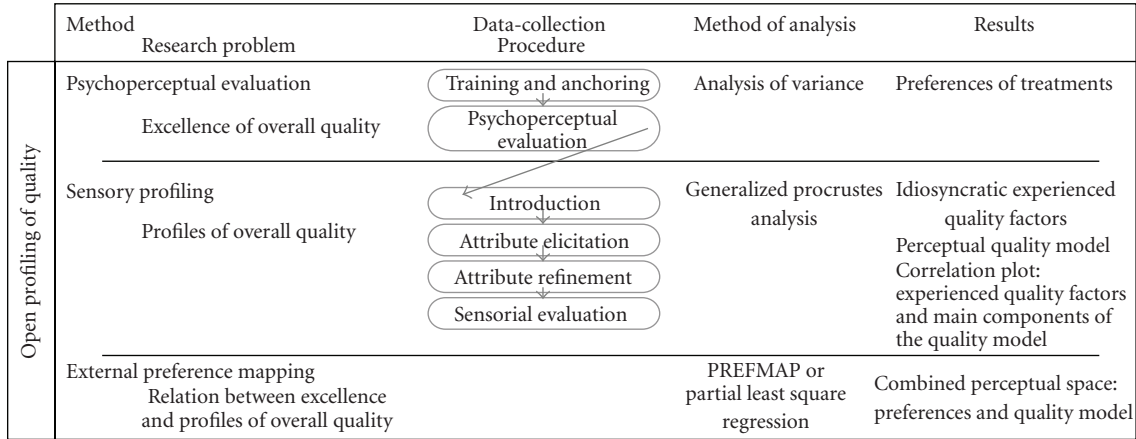 Method
Research problem
Data-collection
Procedure
Method of analysis
Results
Open profiling of quality
Psychoperceptual evaluation
Excellence of overall quality
Training and anchoring
Psychoperceptual
evaluation
Analysis of variance
Preferences of treatments
Sensory profiling
Profiles of overall quality
Introduction
Attribute elicitation
Attribute refinement
Sensorial evaluation
Generalized procrustes
analysis
Idiosyncratic experienced
quality factors
Perceptual quality model
Correlation plot:
experienced quality factors
and main components of
the quality model
External preference mapping
Relation between excellence
and profiles of overall quality
PREFMAP or
partial least square
regression
Combined perceptual space:
preferences and quality model